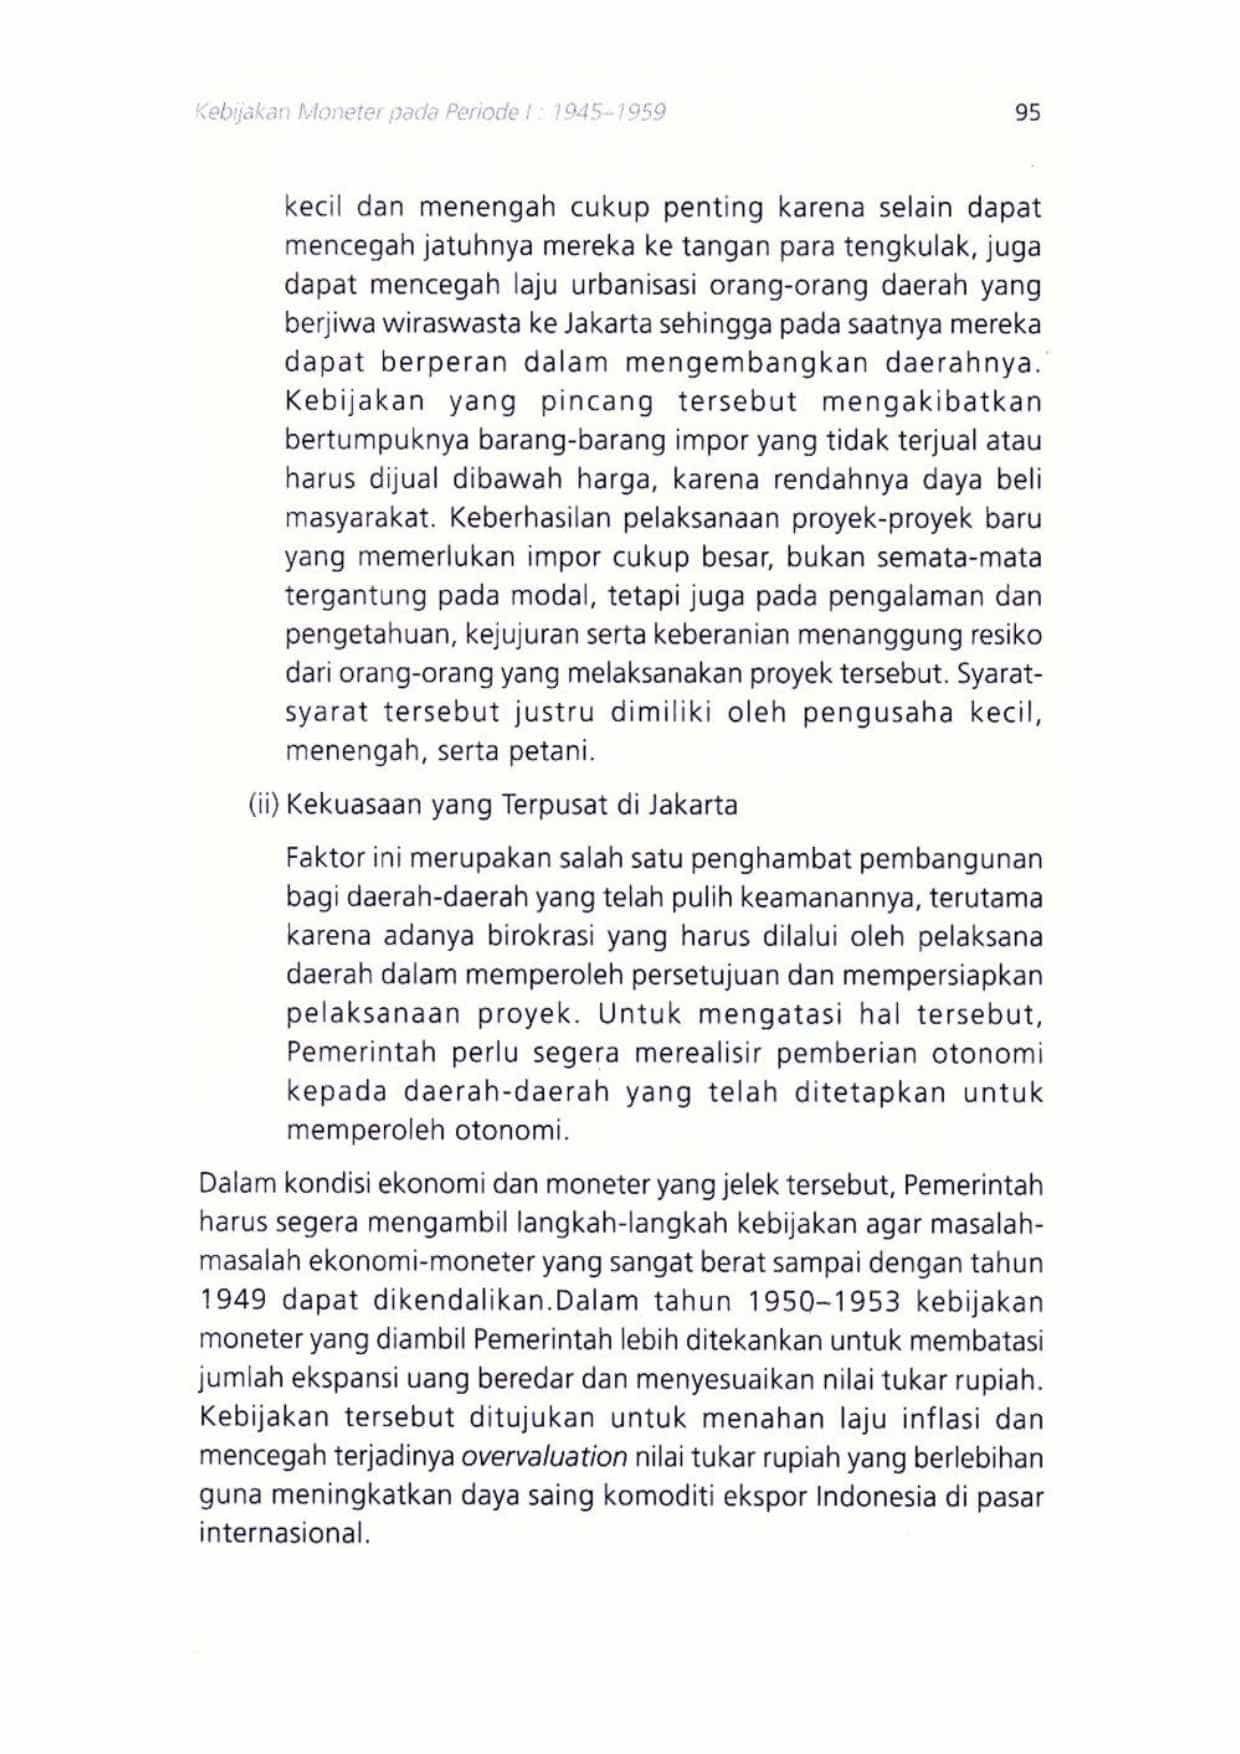 Kebijakan Moneter pada Periode I : 1945–1959 95
kecil dan menengah cukup penting karena selain dapat
mencegah jatuhnya mereka ke tangan para tengkulak, juga
dapat mencegah laju urbanisasi orang-orang daerah yang
berjiwa wiraswasta ke Jakarta sehingga pada saatnya mereka
dapat berperan dalam mengembangkan daerahnya.
Kebijakan yang pincang tersebut mengakibatkan
bertumpuknya barang-barang impor yang tidak terjual atau
harus dijual dibawah harga, karena rendahnya daya beli
masyarakat. Keberhasilan pelaksanaan proyek-proyek baru
yang memerlukan impor cukup besar, bukan semata-mata
tergantung pada modal, tetapi juga pada pengalaman dan
pengetahuan, kejujuran serta keberanian menanggung resiko
dari orang-orang yang melaksanakan proyek tersebut. Syarat-
syarat tersebut justru dimiliki oleh pengusaha kecil,
menengah, serta petani.
(ii) Kekuasaan yang Terpusat di Jakarta
Faktor ini merupakan salah satu penghambat pembangunan
bagi daerah-daerah yang telah pulih keamanannya, terutama
karena adanya birokrasi yang harus dilalui oleh pelaksana
daerah dalam memperoleh persetujuan dan mempersiapkan
pelaksanaan proyek. Untuk mengatasi hal tersebut,
Pemerintah perlu segera merealisir pemberian otonomi
kepada daerah-daerah yang telah ditetapkan untuk
memperoleh otonomi.
Dalam kondisi ekonomi dan moneter yang jelek tersebut, Pemerintah
harus segera mengambil langkah-langkah kebijakan agar masalah-
masalah ekonomi-moneter yang sangat berat sampai dengan tahun
1949 dapat dikendalikan.Dalam tahun 1950–1953 kebijakan
moneter yang diambil Pemerintah lebih ditekankan untuk membatasi
jumlah ekspansi uang beredar dan menyesuaikan nilai tukar rupiah.
Kebijakan tersebut ditujukan untuk menahan laju inflasi dan
mencegah terjadinya overvaluation nilai tukar rupiah yang berlebihan
guna meningkatkan daya saing komoditi ekspor Indonesia di pasar
internasional.